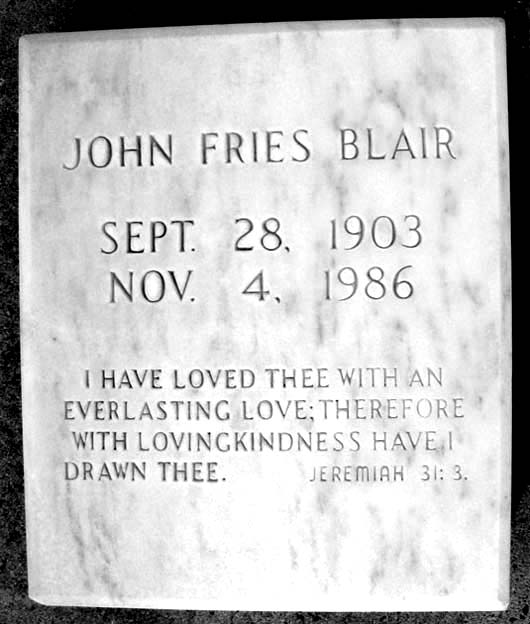 JOHN FRIES BLAIR
SEPT. 28, 1903
NOV. 4, 1986
I HAVE LOVED THEE WITH AN
EVERLASTING LOVE; THEREFORE
WITH LOVINGKINDNESS HAVE I
DRAWN THEE. JEREMIAH 31: 3.